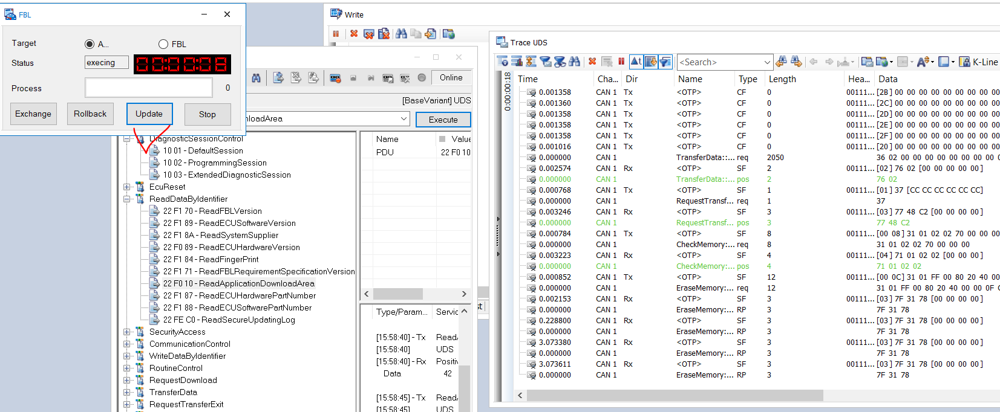 FBL
Target
A...
FBL
Status
execing
00:00:08
Process
0
Exchange
Rollback
Update
Stop
Write
Online
[BaseVariant] UDS
nloadArea
Execute
DiagnosticSessionControl
10 01 - DefaultSession
10 02 - ProgrammingSession
10 03 - ExtendedDiagnosticSession
EcuReset
ReadDataByIdentifier
22 F1 70 - ReadFBLVersion
22 F1 89 - ReadECUSoftwareVersion
22 F1 8A - ReadSystemSupplier
22 F0 89 - ReadECUHardwareVersion
22 F1 84 - ReadFingerPrint
22 F1 71 - ReadFBLRequirementSpecificationVersion
22 F0 10 - ReadApplicationDownloadArea
22 F1 87 - ReadECUHardwarePartNumber
22 F1 88 - ReadECUSoftwarePartNumber
22 FE C0 - ReadSecureUpdatingLog
SecurityAccess
CommunicationControl
WriteDataByIdentifier
RoutineControl
RequestDownload
TransferData
RequestTransferExit
Name Value
PDU 22 F0 10
Type/Param... Servic
[15:58:40] - Tx Read
[15:58:40] UDS
[15:58:40] - Rx Positiv
Data 42
[15:58:45] - Tx Read
[15:58:45] UDS
st
Trace UDS
<Search>
K-Line
0:00:00:18
Time Cha... Dir Name Type Length Hea... Data
0.001358 CAN 1 Tx <OTP> CF 0 00111... [2B] 00 00 00 00 00 00 00 00
0.001360 CAN 1 Tx <OTP> CF 0 00111... [2C] 00 00 00 00 00 00 00 00
0.001358 CAN 1 Tx <OTP> CF 0 00111... [2D] 00 00 00 00 00 00 00 00
0.001358 CAN 1 Tx <OTP> CF 0 00111... [2E] 00 00 00 00 00 00 00 00
0.001358 CAN 1 Tx <OTP> CF 0 00111... [2F] 00 00 00 00 00 00 00 00
0.001016 CAN 1 Tx <OTP> CF 0 00111... [20] 00 00 00 00 00 00 00 00
0.000000 CAN 1 TransferData::... req 2050 36 02 00 00 00 00 00 00 00 0
0.002574 CAN 1 Rx <OTP> SF 2 00111... [02] 76 02 [00 00 00 00 00]
0.000000 CAN 1 TransferData::... pos 2 76 02
0.000768 CAN 1 Tx <OTP> SF 1 00111... [01] 37 [CC CC CC CC CC CC]
0.000000 CAN 1 RequestTransf... req 1 37
0.003246 CAN 1 Rx <OTP> SF 3 00111... [03] 77 48 C2 [00 00 00 00]
0.000000 CAN 1 RequestTransf... pos 3 77 48 C2
0.000784 CAN 1 Tx <OTP> SF 8 00111... [00 08] 31 01 02 02 70 00 00 00
0.000000 CAN 1 CheckMemory:... req 8 31 01 02 02 70 00 00 00
0.003223 CAN 1 Rx <OTP> SF 4 00111... [04] 71 01 02 02 [00 00 00]
0.000000 CAN 1 CheckMemory:... pos 4 71 01 02 02
0.000852 CAN 1 Tx <OTP> SF 12 00111... [00 0C] 31 01 FF 00 80 20 40 00
0.000000 CAN 1 EraseMemory:... req 12 31 01 FF 00 80 20 40 00 00 0F C
0.002153 CAN 1 Rx <OTP> SF 3 00111... [03] 7F 31 78 [00 00 00 00]
0.000000 CAN 1 EraseMemory:... RP 3 7F 31 78
0.228800 CAN 1 Rx <OTP> SF 3 00111... [03] 7F 31 78 [00 00 00 00]
0.000000 CAN 1 EraseMemory:... RP 3 7F 31 78
3.073380 CAN 1 Rx <OTP> SF 3 00111... [03] 7F 31 78 [00 00 00 00]
0.000000 CAN 1 EraseMemory:... RP 3 7F 31 78
3.073611 CAN 1 Rx <OTP> SF 3 00111... [03] 7F 31 78 [00 00 00 00]
0.000000 CAN 1 EraseMemory:... RP 3 7F 31 78